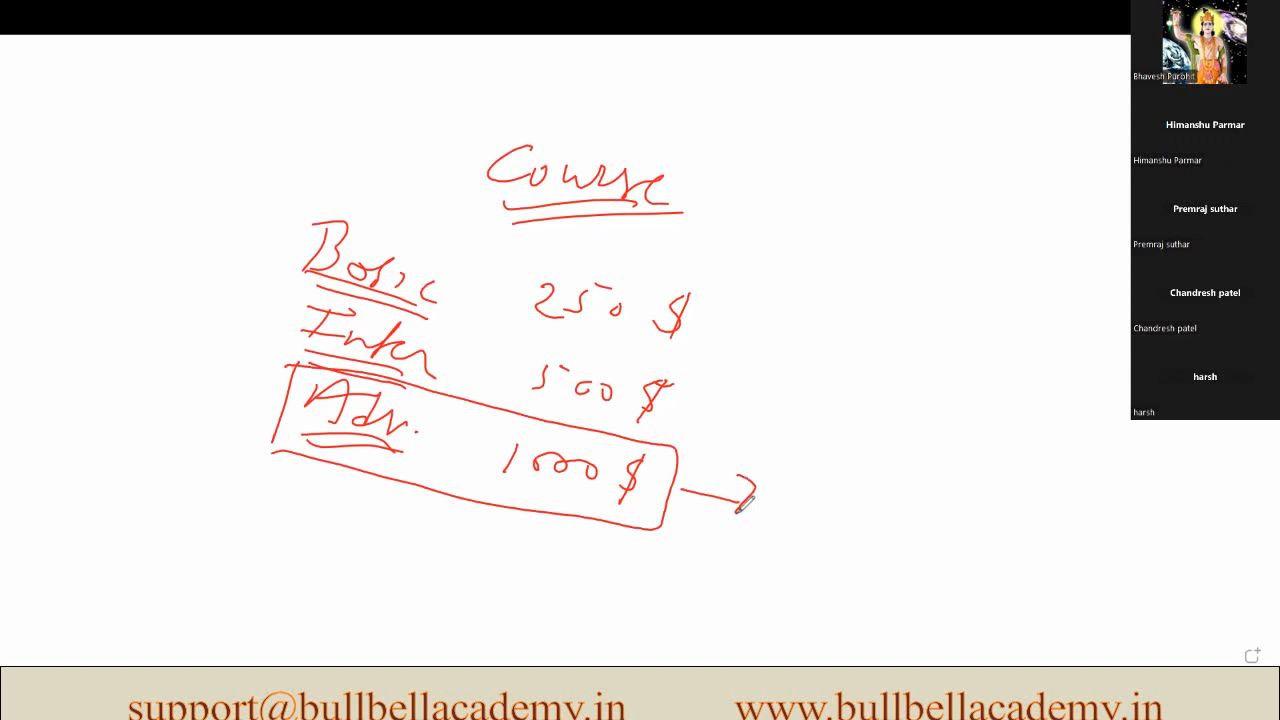 Course
Basic 250 $
Inter 500 $
Adv. 1000 $
Bhavesh Purohit
Himanshu Parmar
Himanshu Parmar
Premraj suthar
Premraj suthar
Chandresh patel
Chandresh patel
harsh
harsh
support@bullbellacademy.in www.bullbellacademy.in